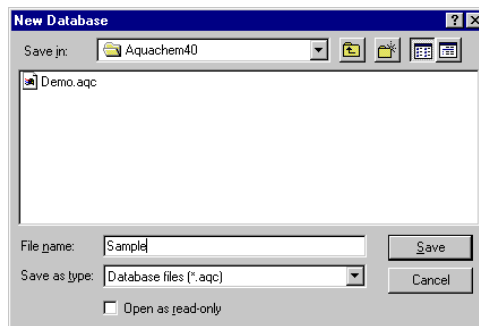 New Database
Save in: Aquachem40
Demo.aqc
File name: Sample Save
Save as type: Database files (*.aqc) Cancel
Open as read-only